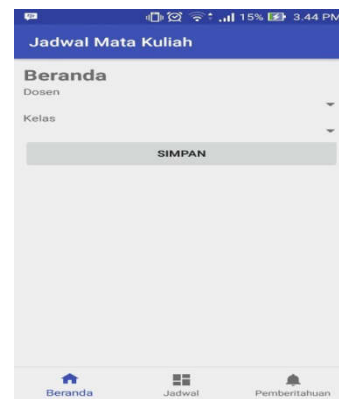 15% 3.44 PM
Jadwal Mata Kuliah
Beranda
Dosen
Kelas
SIMPAN
Beranda Jadwal Pemberitahuan